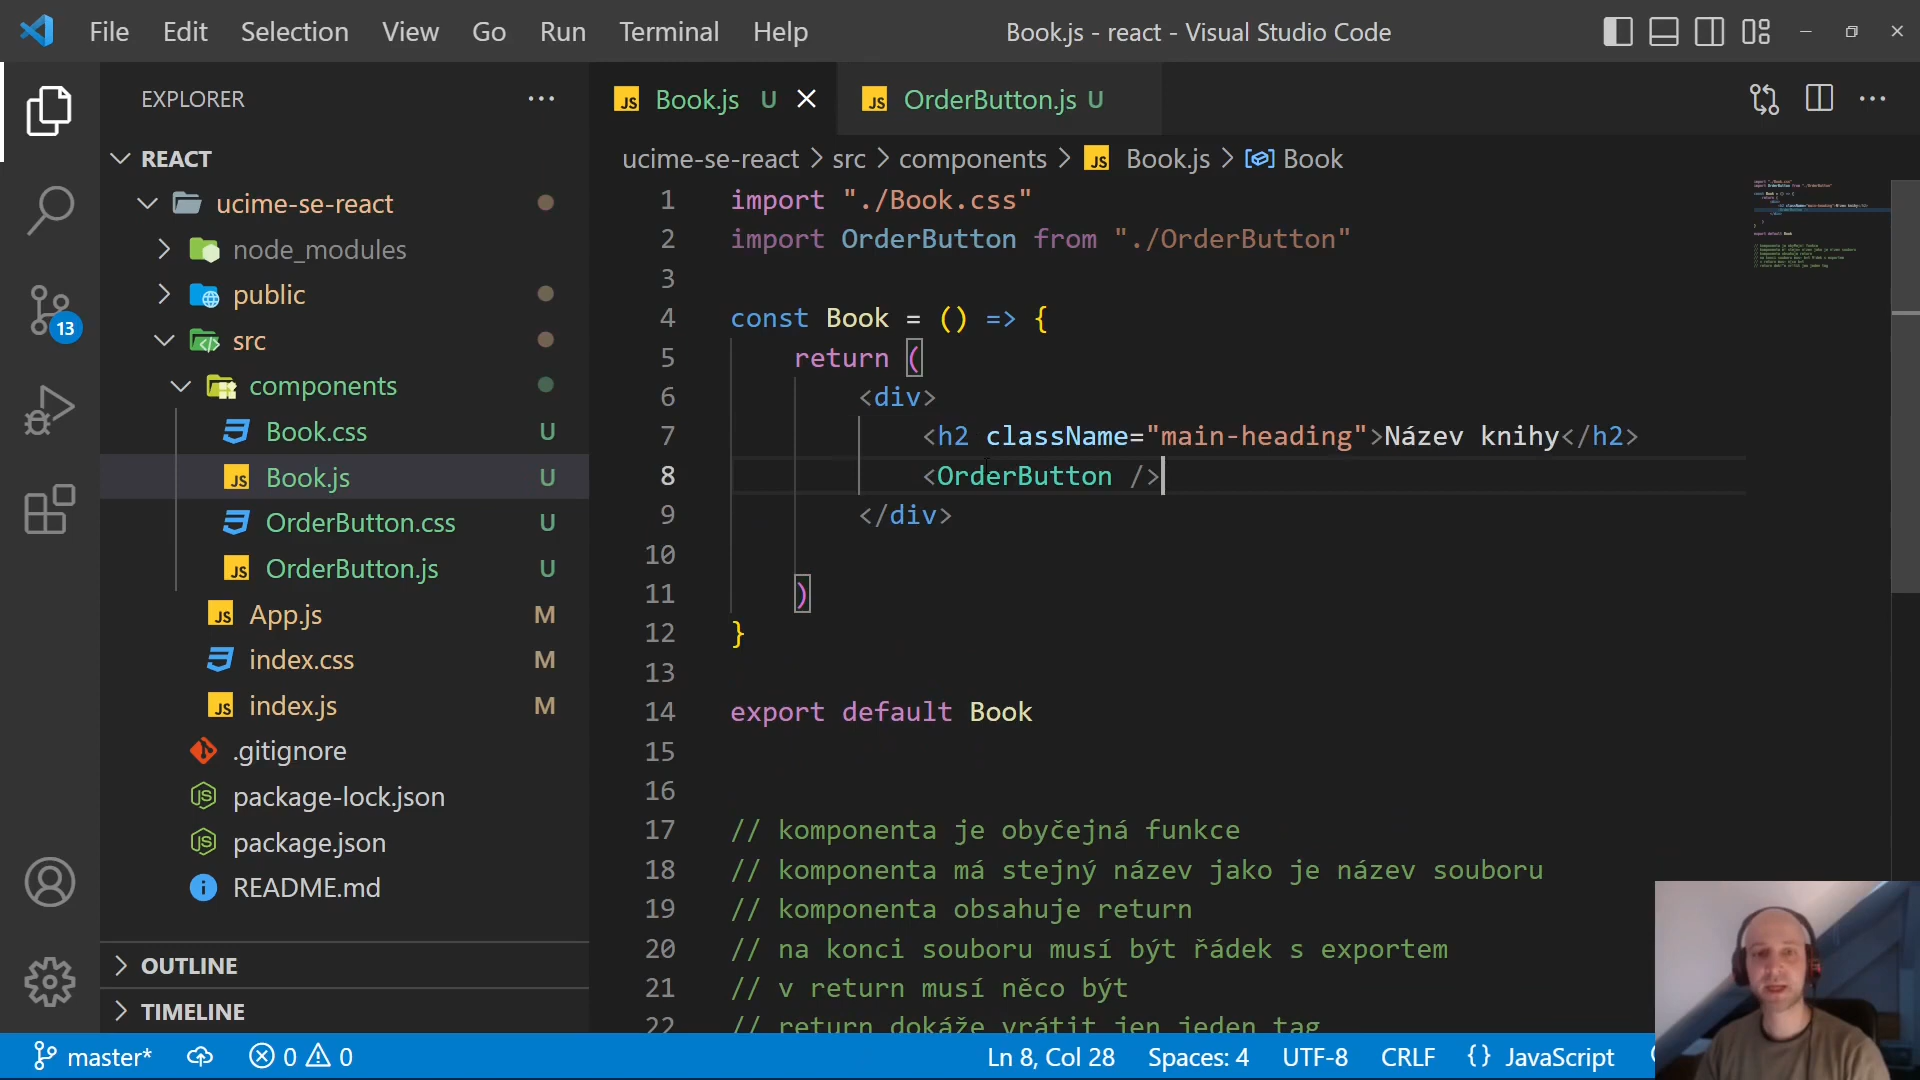 File Edit Selection View Go Run Terminal Help
Book.js - react - Visual Studio Code
EXPLORER
REACT
ucime-se-react
node_modules
public
src
components
Book.css U
Book.js U
OrderButton.css U
OrderButton.js U
App.js M
index.css M
index.js M
.gitignore
package-lock.json
package.json
README.md
OUTLINE
TIMELINE
13
JS Book.js U
JS OrderButton.js U
ucime-se-react > src > components > JS Book.js > Book
1 import "./Book.css"
2 import OrderButton from "./OrderButton"
3
4 const Book = () => {
5 return (
6 <div>
7 <h2 className="main-heading">Název knihy</h2>
8 <OrderButton />
9 </div>
10
11 )
12 }
13
14 export default Book
15
16
17 // komponenta je obyčejná funkce
18 // komponenta má stejný název jako je název souboru
19 // komponenta obsahuje return
20 // na konci souboru musí být řádek s exportem
21 // v return musí něco být
22 // return dokáže vrátit jen jeden tag
master* 0 0 Ln 8, Col 28 Spaces: 4 UTF-8 CRLF {} JavaScript